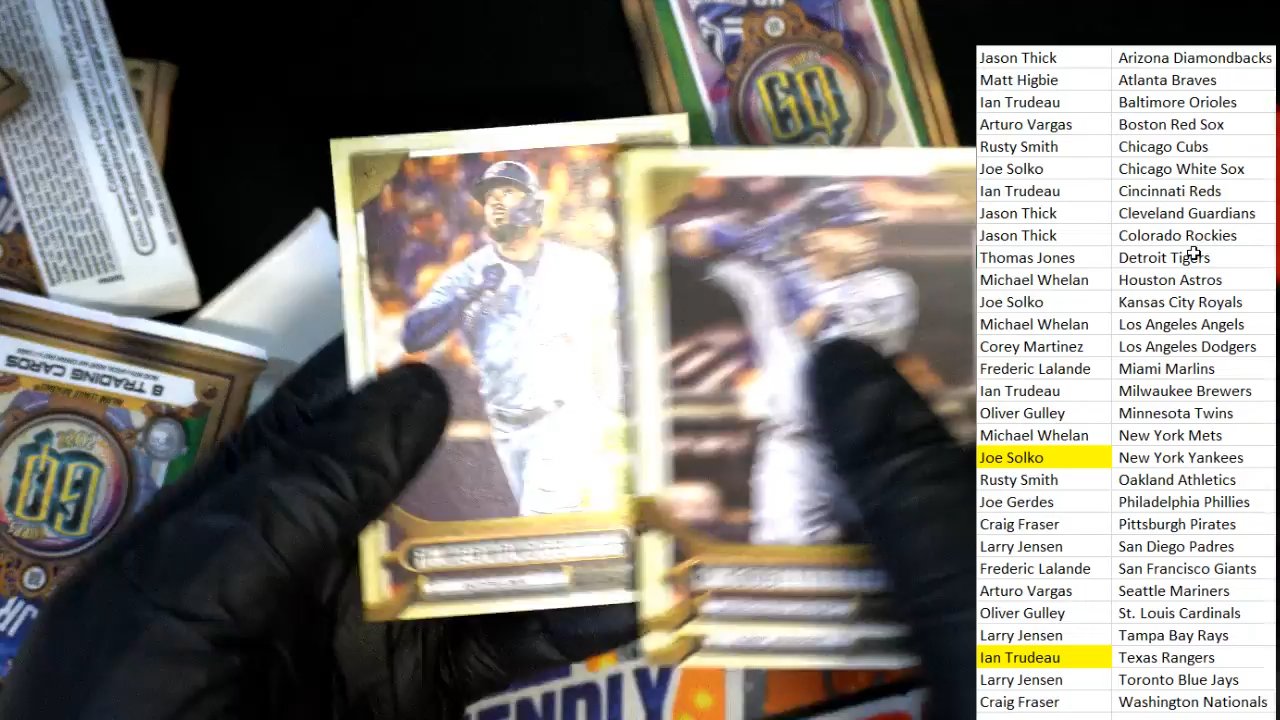 GQ
8 TRADING CARDS
GQ
ENDLY
Jason Thick Arizona Diamondbacks
Matt Higbie Atlanta Braves
Ian Trudeau Baltimore Orioles
Arturo Vargas Boston Red Sox
Rusty Smith Chicago Cubs
Joe Solko Chicago White Sox
Ian Trudeau Cincinnati Reds
Jason Thick Cleveland Guardians
Jason Thick Colorado Rockies
Thomas Jones Detroit Tigers
Michael Whelan Houston Astros
Joe Solko Kansas City Royals
Michael Whelan Los Angeles Angels
Corey Martinez Los Angeles Dodgers
Frederic Lalande Miami Marlins
Ian Trudeau Milwaukee Brewers
Oliver Gulley Minnesota Twins
Michael Whelan New York Mets
Joe Solko New York Yankees
Rusty Smith Oakland Athletics
Joe Gerdes Philadelphia Phillies
Craig Fraser Pittsburgh Pirates
Larry Jensen San Diego Padres
Frederic Lalande San Francisco Giants
Arturo Vargas Seattle Mariners
Oliver Gulley St. Louis Cardinals
Larry Jensen Tampa Bay Rays
Ian Trudeau Texas Rangers
Larry Jensen Toronto Blue Jays
Craig Fraser Washington Nationals